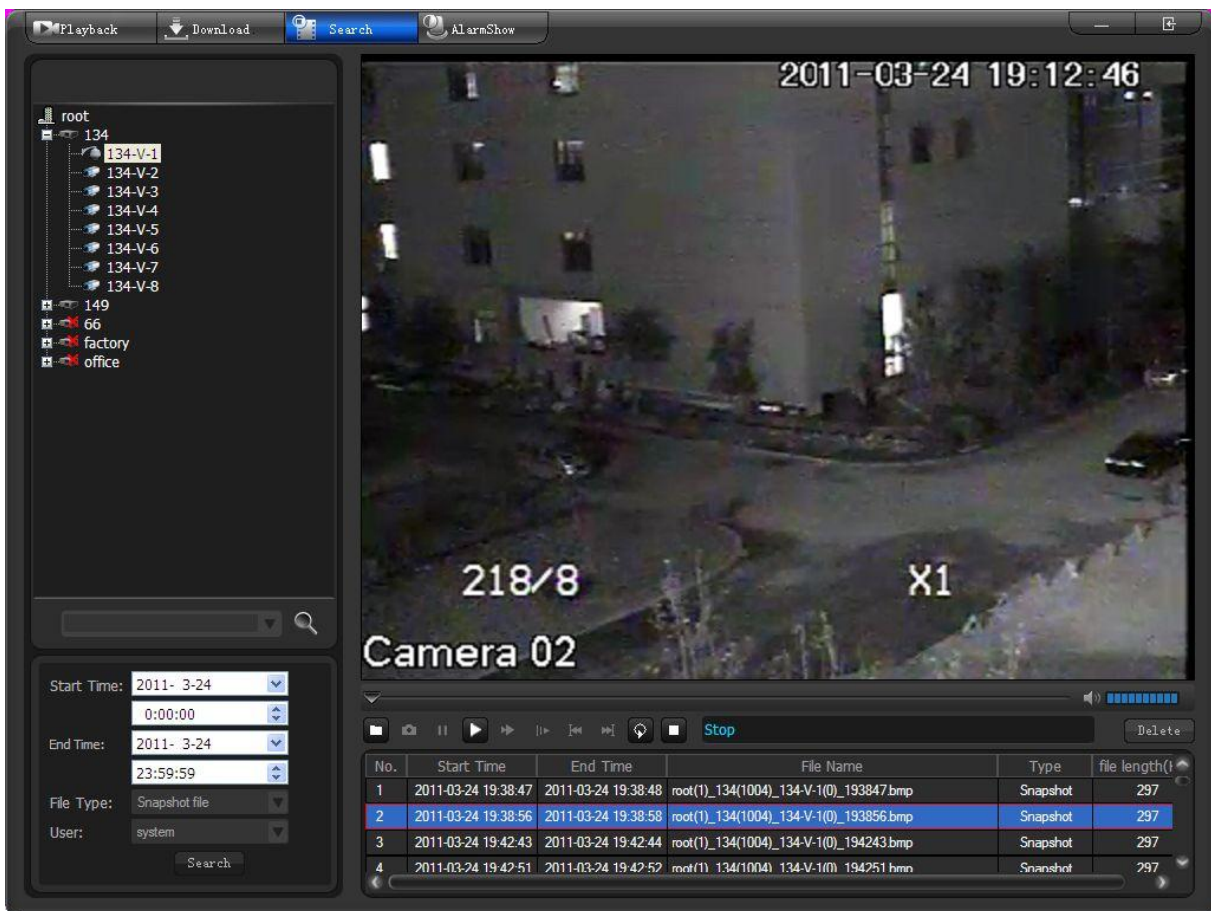 Playback Download Search AlarmShow
root
134
134-V-1
134-V-2
134-V-3
134-V-4
134-V-5
134-V-6
134-V-7
134-V-8
149
66
factory
office
Start Time: 2011- 3-24
0:00:00
End Time: 2011- 3-24
23:59:59
File Type: Snapshot file
User: system
Search
2011-03-24 19:12:46
218/8 X1
Camera 02
Stop Delete
No. Start Time End Time File Name Type file length(
1 2011-03-24 19:38:47 2011-03-24 19:38:48 root(1)_134(1004)_134-V-1(0)_193847.bmp Snapshot 297
2 2011-03-24 19:38:56 2011-03-24 19:38:58 root(1)_134(1004)_134-V-1(0)_193856.bmp Snapshot 297
3 2011-03-24 19:42:43 2011-03-24 19:42:44 root(1)_134(1004)_134-V-1(0)_194243.bmp Snapshot 297
4 2011-03-24 19:42:51 2011-03-24 19:42:52 root(1)_134(1004)_134-V-1(0)_194251.bmp Snapshot 297